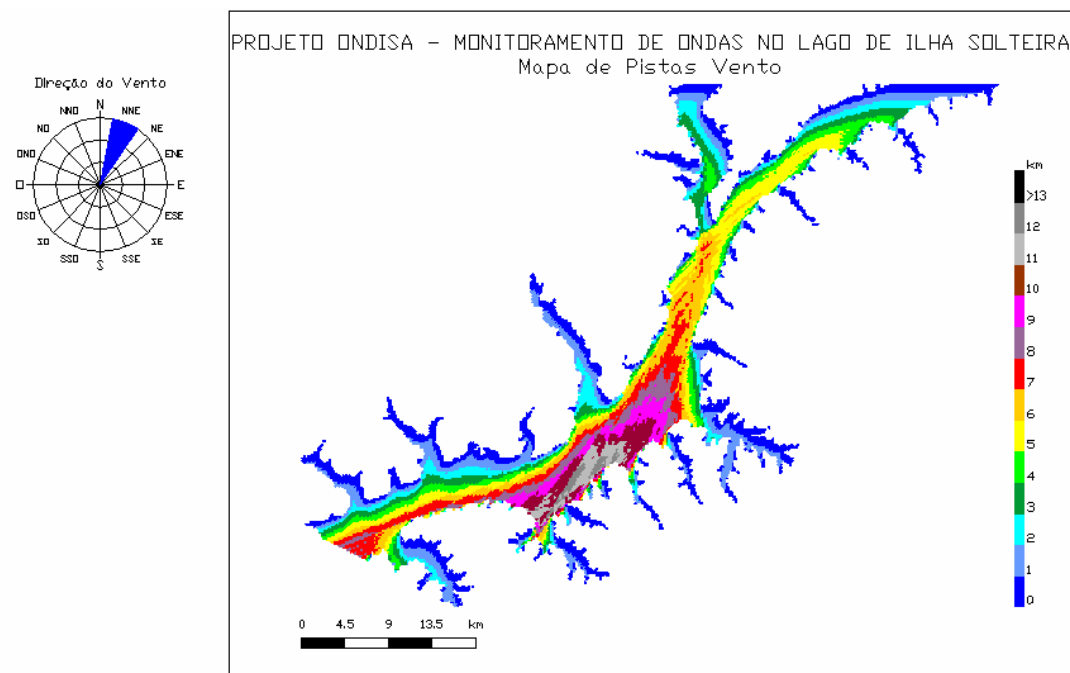 PROJETO ONDISA - MONITORAMENTO DE ONDAS NO LAGO DE ILHA SOLTEIRA
Mapa de Pistas Vento
Direção do Vento
N
NNO
NNE
NO
NE
ONO
ENE
O
E
OSO
ESE
SO
SE
SSO
SSE
S
km
>13
12
11
10
9
8
7
6
5
4
3
2
1
0
0 4.5 9 13.5 km